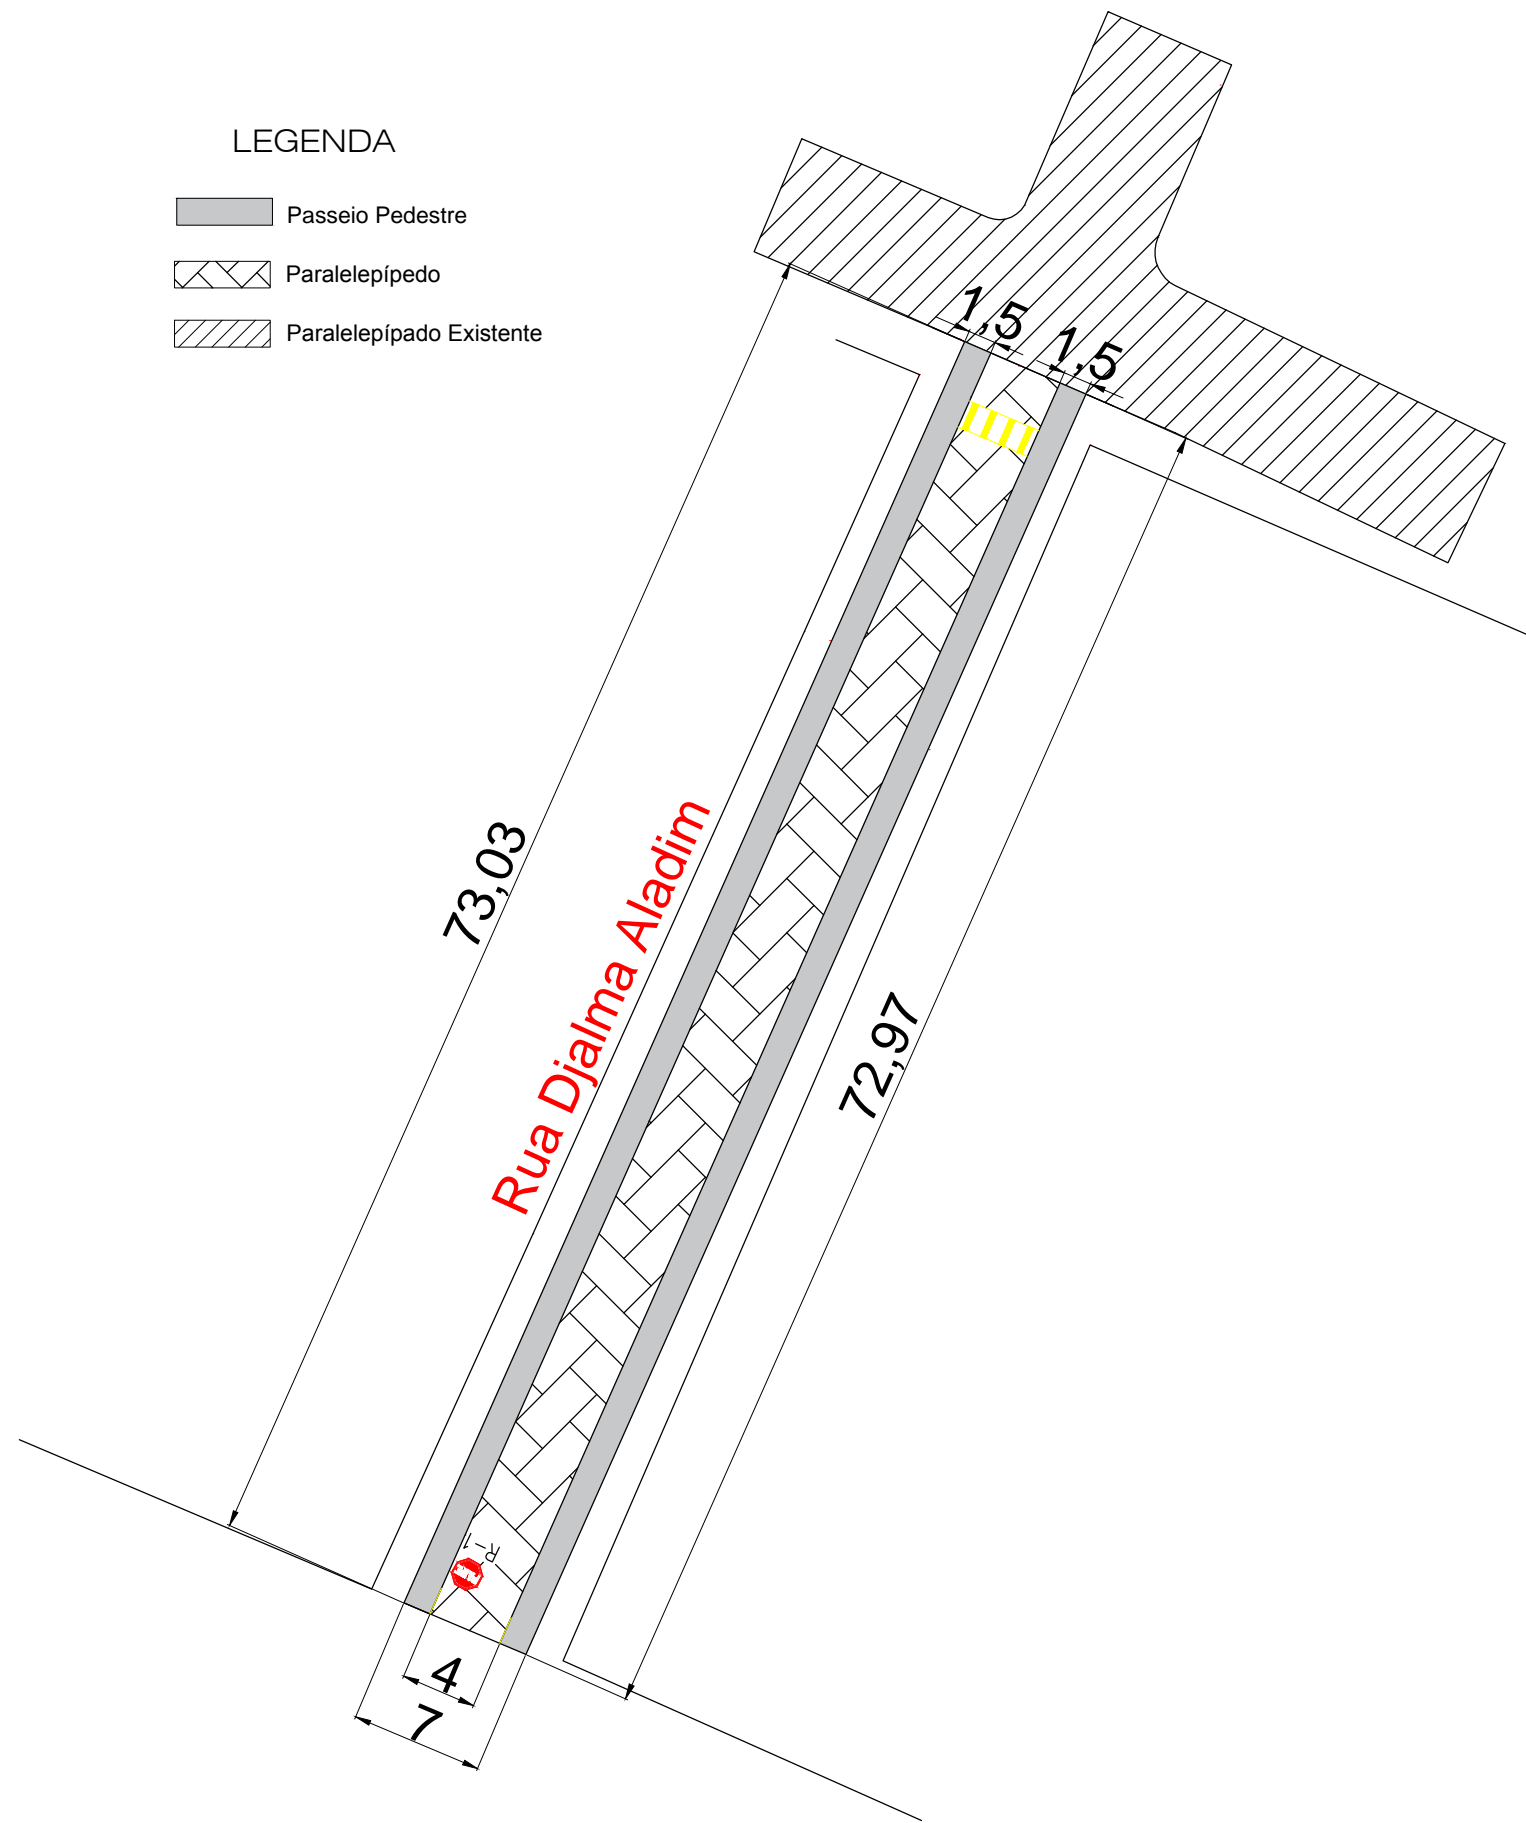 LEGENDA
Passeio Pedestre
Paralelepípedo
Paralelepípado Existente
1,5
1,5
73,03
Rua Djalma Aladim
72,97
R-1
4
7